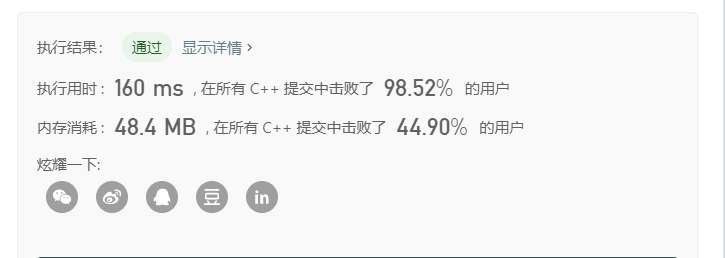 执行结果： 通过 显示详情 ›
执行用时 : 160 ms , 在所有 C++ 提交中击败了 98.52% 的用户
内存消耗 : 48.4 MB , 在所有 C++ 提交中击败了 44.90% 的用户
炫耀一下:
豆 in